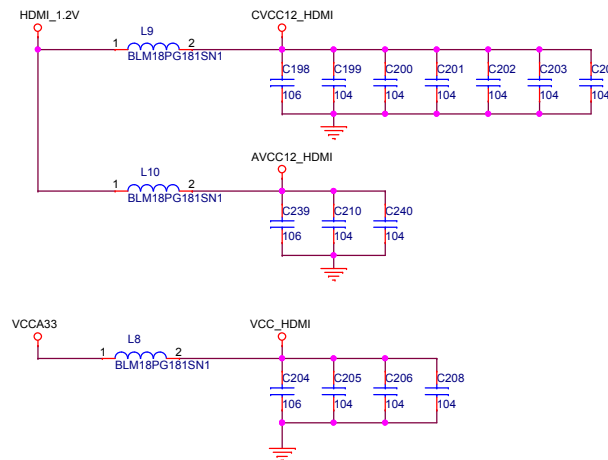 HDMI_1.2V
L9
CVCC12_HDMI
1
2
BLM18PG181SN1
C198
C199
C200
C201
C202
C203
106
104
104
104
104
104
104
AVCC12_HDMI
L10
1
2
BLM18PG181SN1
C239
C210
C240
106
104
104
VCCA33
VCC_HDMI
L8
1
2
BLM18PG181SN1
C204
C205
C206
C208
106
104
104
104